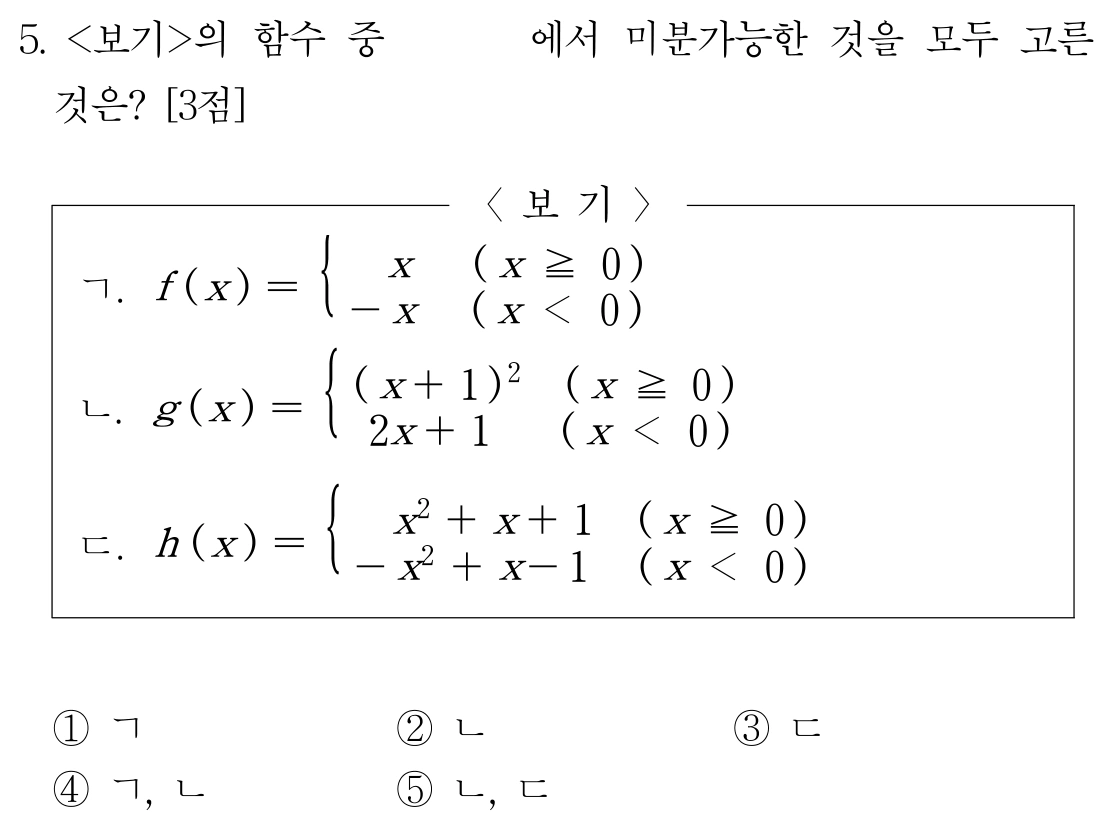 5. <보기>의 함수 중 에서 미분가능한 것을 모두 고른
것은? [3점]
〈 보 기 〉
ㄱ. f(x) = { x (x ≧ 0)
-x (x < 0)
ㄴ. g(x) = { (x+1)² (x ≧ 0)
2x+1 (x < 0)
ㄷ. h(x) = { x² + x+1 (x ≧ 0)
-x² + x-1 (x < 0)
① ㄱ ② ㄴ ③ ㄷ
④ ㄱ, ㄴ ⑤ ㄴ, ㄷ